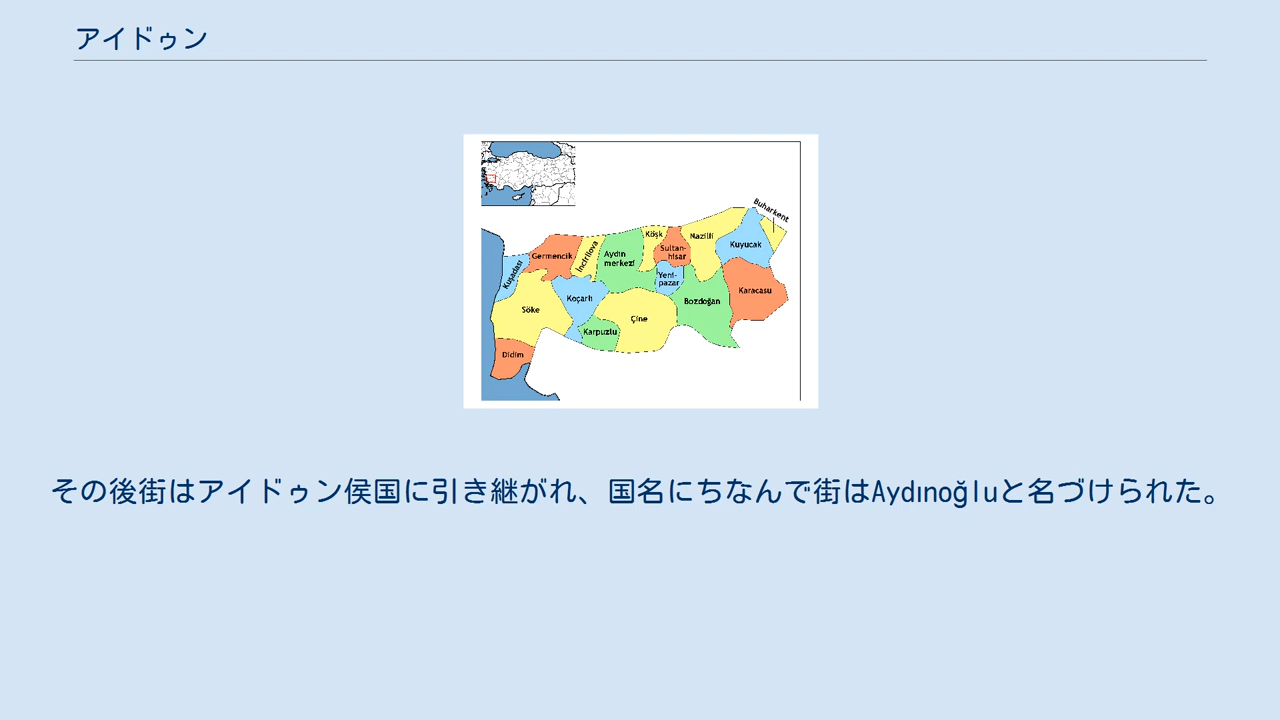 アイドゥン
Buharkent
Köşk
Nazilli
Kuyucak
Sultan-
hisar
İncirliova
Aydın
merkezi
Germencik
Kuşadası
Yeni-
pazar
Karacasu
Koçarlı
Bozdoğan
Söke
Çine
Karpuzlu
Didim
その後街はアイドゥン侯国に引き継がれ、国名にちなんで街はAydınoğluと名づけられた。